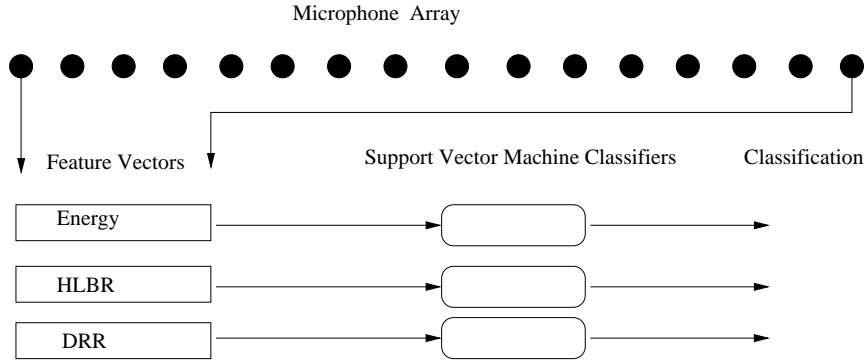 Microphone Array
Feature Vectors
Support Vector Machine Classifiers
Classification
Energy
HLBR
DRR